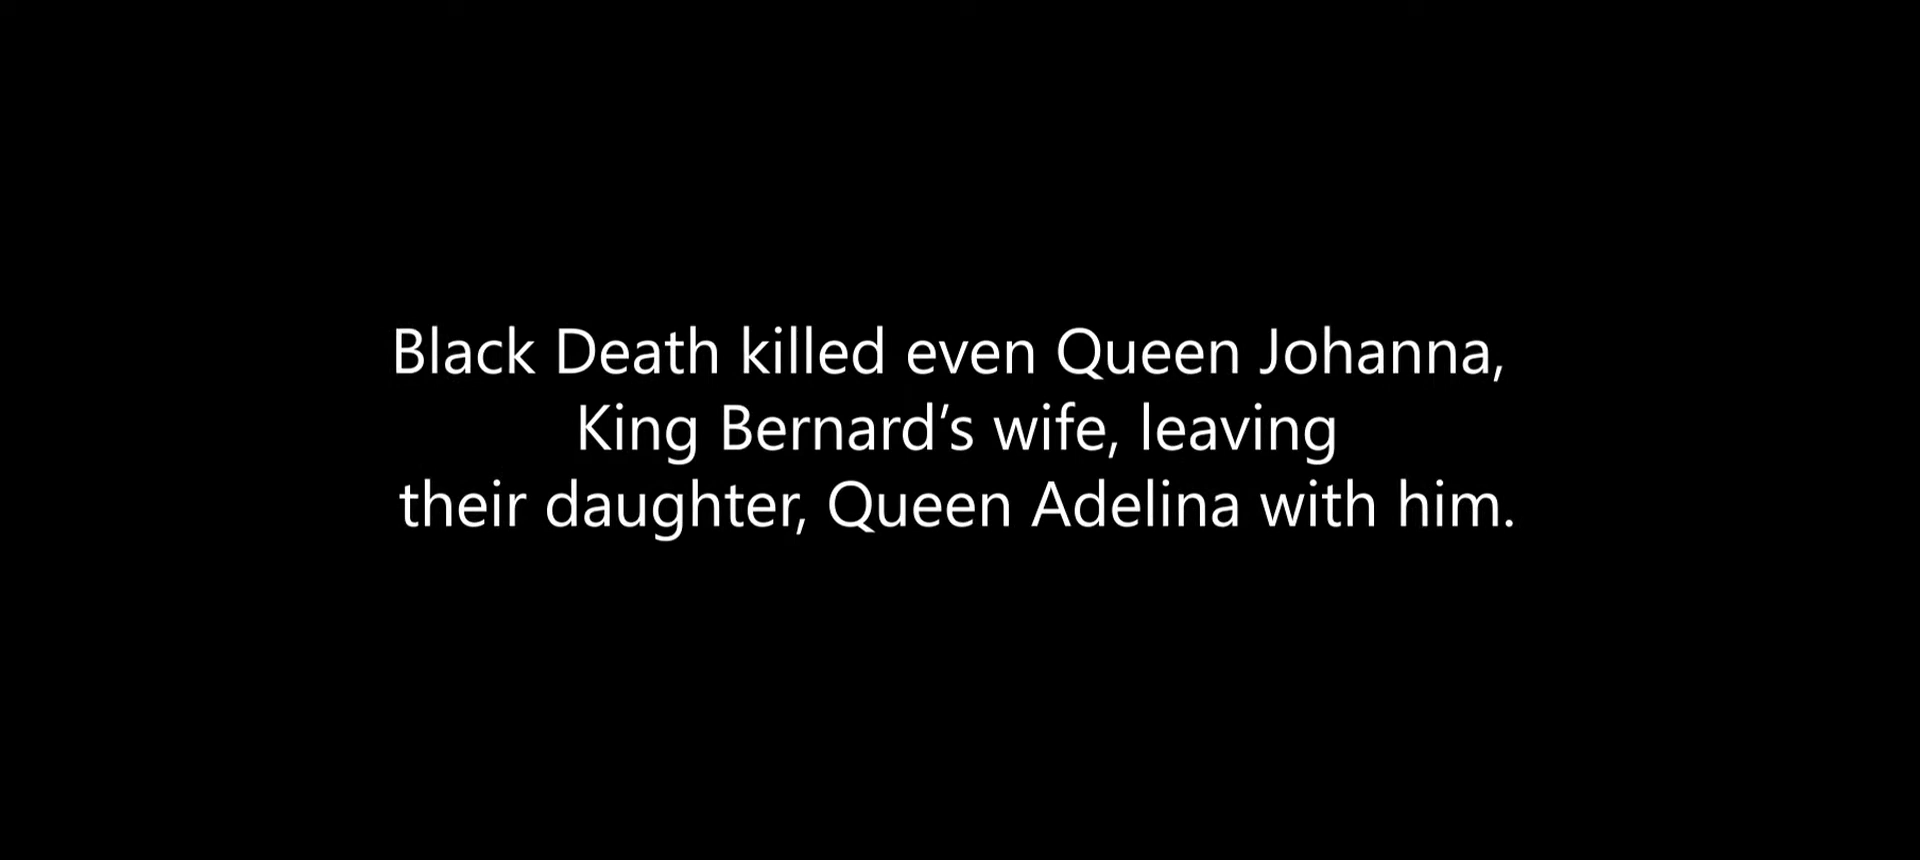 Black Death killed even Queen Johanna,
King Bernard’s wife, leaving
their daughter, Queen Adelina with him.